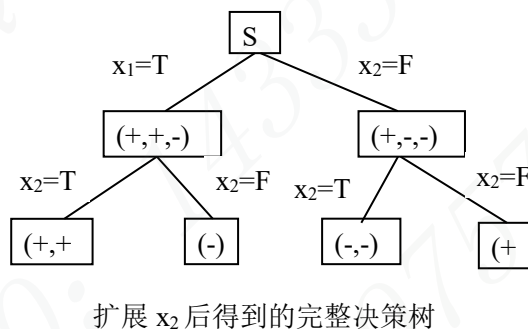 S
x₁=T x₂=F
(+,+,-) (+,-,-)
x₂=T x₂=F x₂=T x₂=F
(+,+ (-) (-,-) (+
扩展 x₂ 后得到的完整决策树